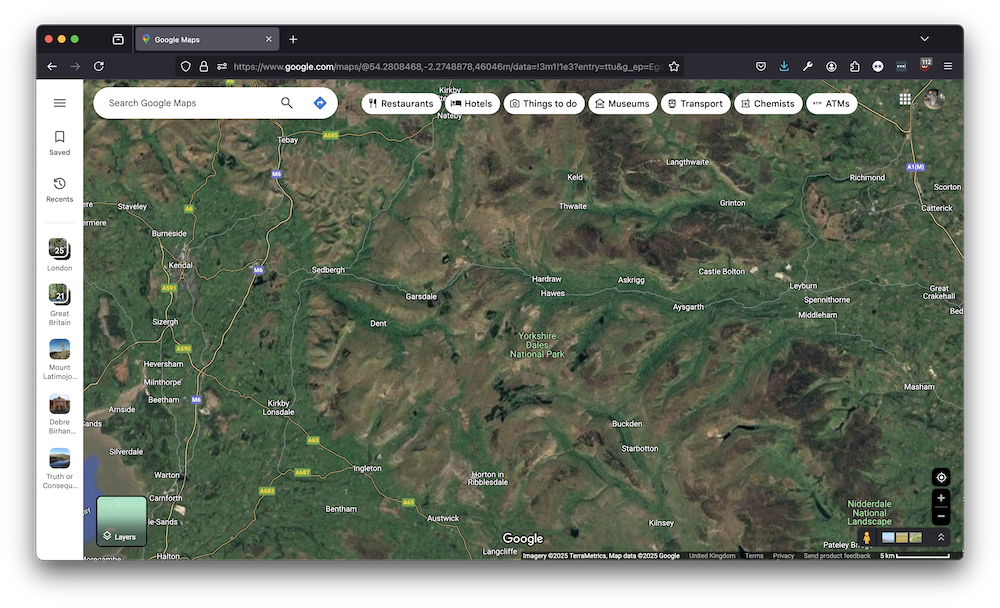 Google Maps
https://www.google.com/maps/@54.2804468,-2.2748878,46046m/data=!3m1!1e3?entry=ttu&g_ep=Ego
112
Search Google Maps
Restaurants
Hotels
Things to do
Museums
Transport
Chemists
ATMs
Saved
Recents
25
London
21
Great
Britain
Mount
Latimojo...
Debre
Birhan...
Truth or
Consequ...
Kirkby
Nateby
Tebay
A685
M6
Langthwaite
A1(M)
Richmond
Scorton
Keld
Thwaite
Grinton
Catterick
Staveley
A6
ermere
Burneside
Kendal
M6
Sedbergh
Castle Bolton
Hardraw
Askrigg
Leyburn
A591
Garsdale
Hawes
Aysgarth
Spennithorne
Great
Crakehall
Middleham
Bed
Sizergh
Dent
Yorkshire
Dales
National Park
A590
Heversham
Milnthorpe
Beetham
M6
Masham
Arnside
Kirkby
Lonsdale
Buckden
sands
A65
Starbotton
Silverdale
Ingleton
Warton
A687
Horton in
Ribblesdale
Carnforth
A683
A65
Bentham
Austwick
Kilnsey
Nidderdale
National
Landscape
le-Sands
Layers
Halton
Google
Langcliffe
Pateley Bridge
Morecambe
Imagery ©2025 TerraMetrics, Map data ©2025 Google
United Kingdom
Terms
Privacy
Send product feedback
5 km